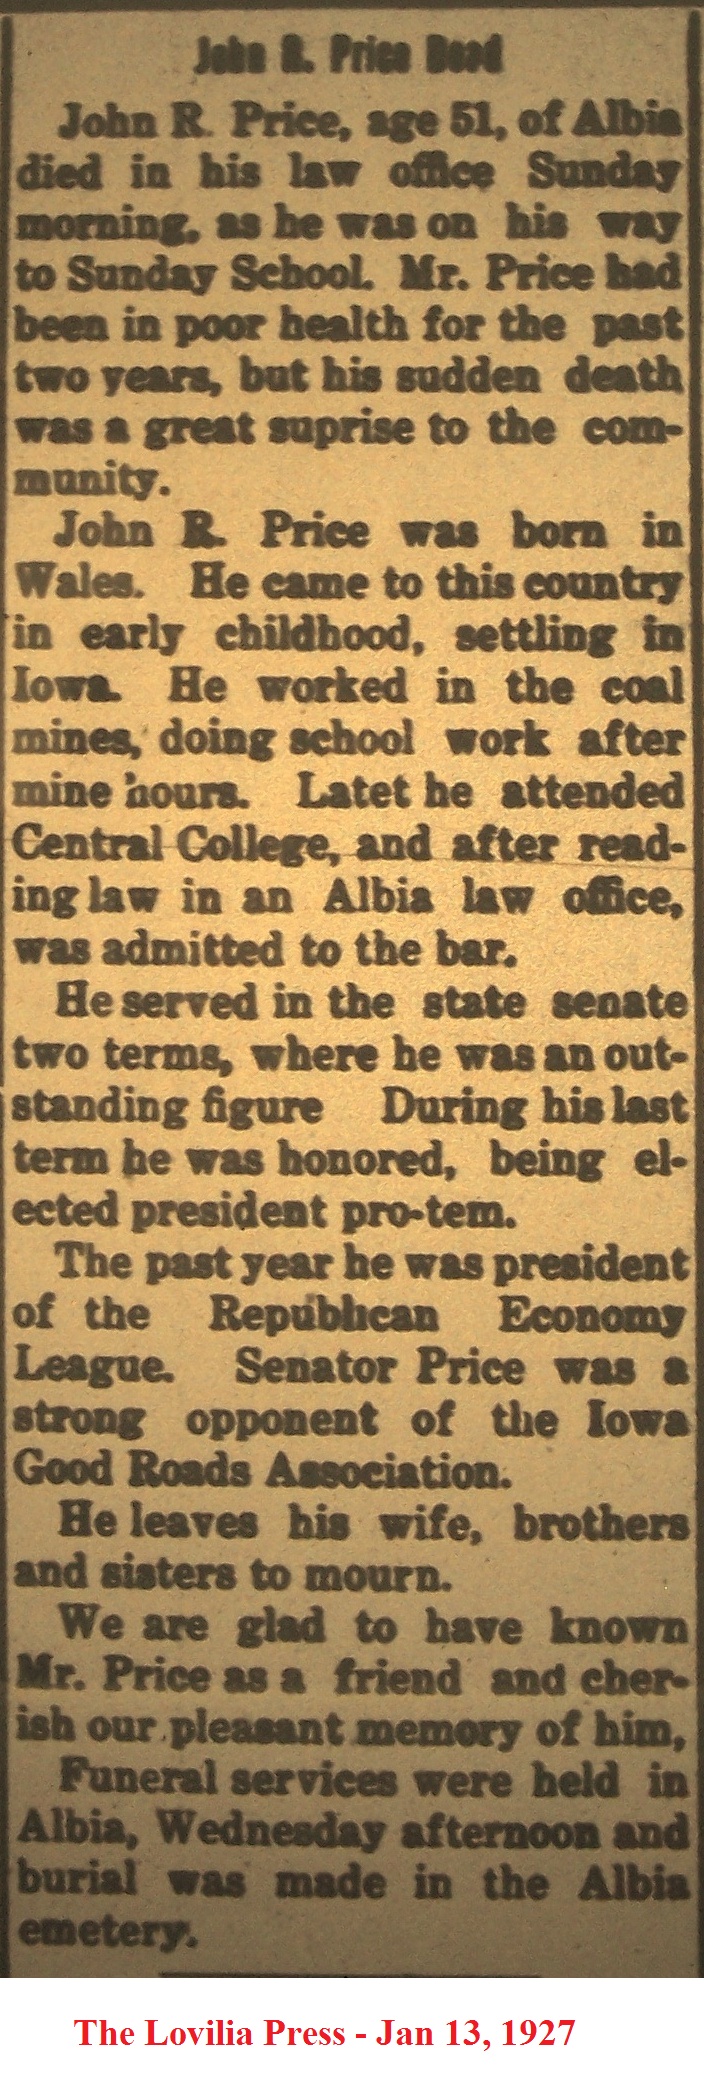 John R. Price Dead
John R. Price, age 51, of Albia
died in his law office Sunday
morning, as he was on his way
to Sunday School. Mr. Price had
been in poor health for the past
two years, but his sudden death
was a great suprise to the com-
munity.
John R. Price was born in
Wales. He came to this country
in early childhood, settling in
Iowa. He worked in the coal
mines, doing school work after
mine hours. Latet he attended
Central College, and after read-
ing law in an Albia law office,
was admitted to the bar.
He served in the state senate
two terms, where he was an out-
standing figure During his last
term he was honored, being el-
ected president pro-tem.
The past year he was president
of the Republican Economy
League. Senator Price was a
strong opponent of the Iowa
Good Roads Association.
He leaves his wife, brothers
and sisters to mourn.
We are glad to have known
Mr. Price as a friend and cher-
ish our pleasant memory of him,
Funeral services were held in
Albia, Wednesday afternoon and
burial was made in the Albia
emetery.
The Lovilia Press - Jan 13, 1927